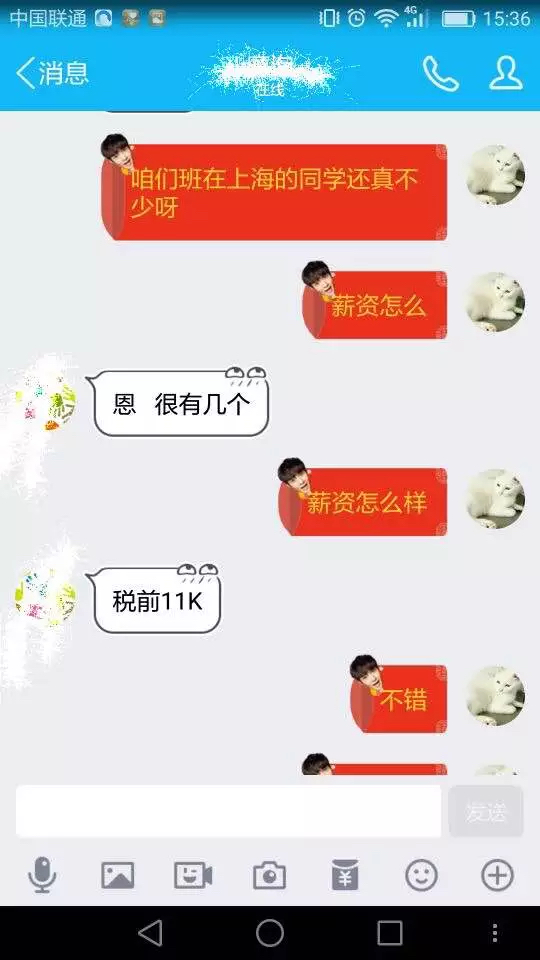 中国联通
4G
15:36
消息
在线
咱们班在上海的同学还真不
少呀
薪资怎么
恩 很有几个
薪资怎么样
税前11K
不错
发送